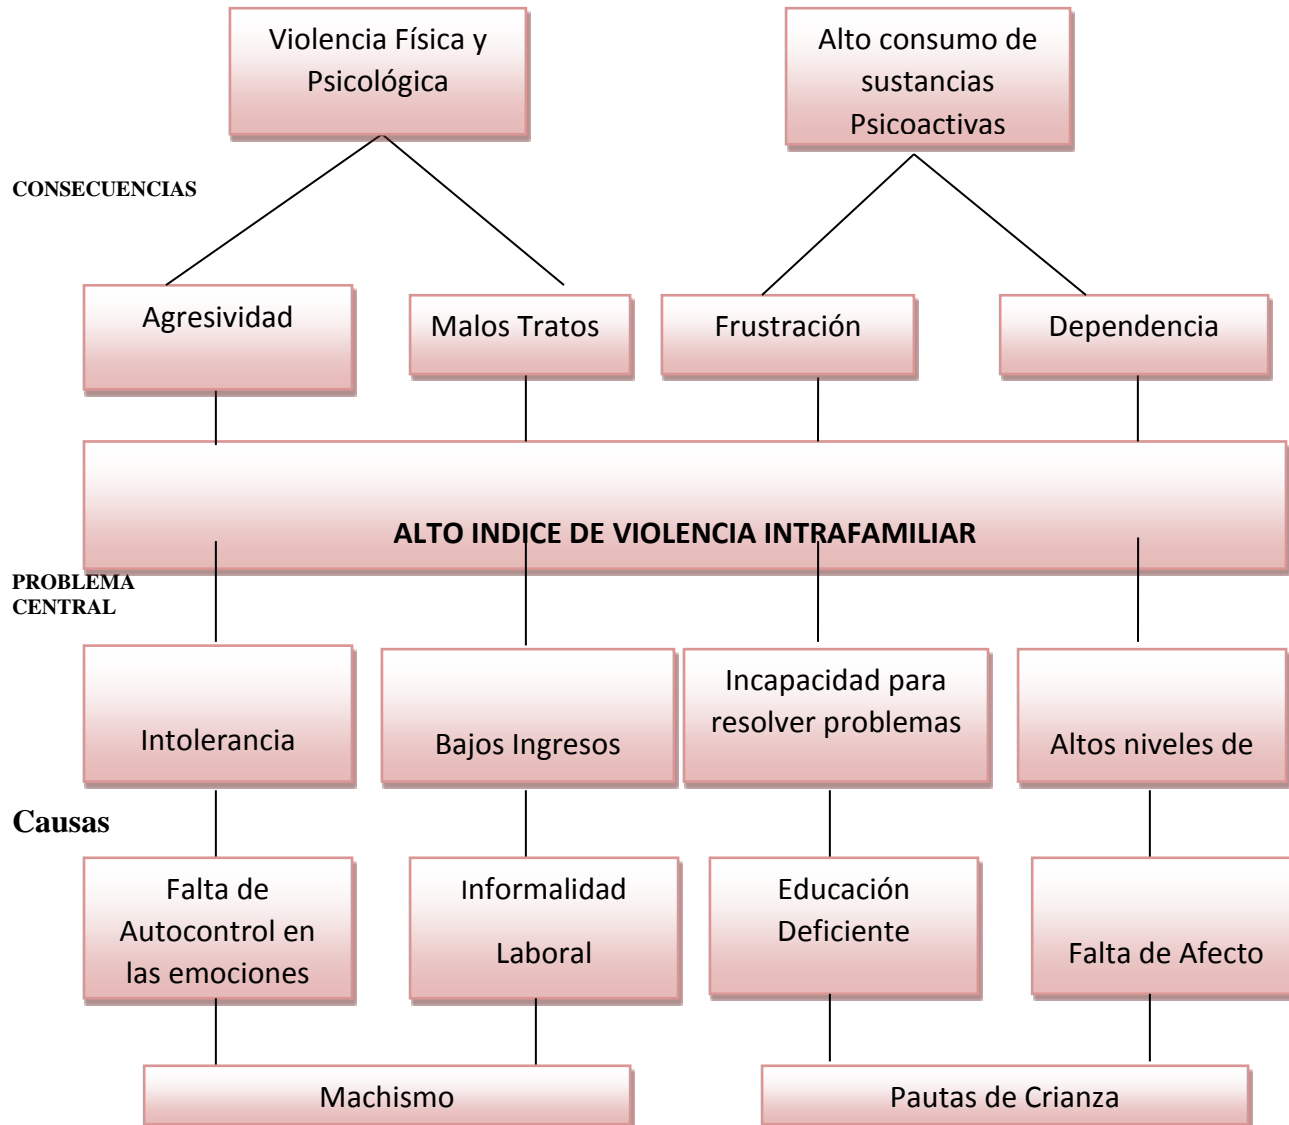 Violencia Física y
Psicológica
Alto consumo de
sustancias
Psicoactivas
CONSECUENCIAS
Agresividad
Malos Tratos
Frustración
Dependencia
ALTO INDICE DE VIOLENCIA INTRAFAMILIAR
PROBLEMA
CENTRAL
Intolerancia
Bajos Ingresos
Incapacidad para
resolver problemas
Altos niveles de
Causas
Falta de
Autocontrol en
las emociones
Informalidad
Laboral
Educación
Deficiente
Falta de Afecto
Machismo
Pautas de Crianza